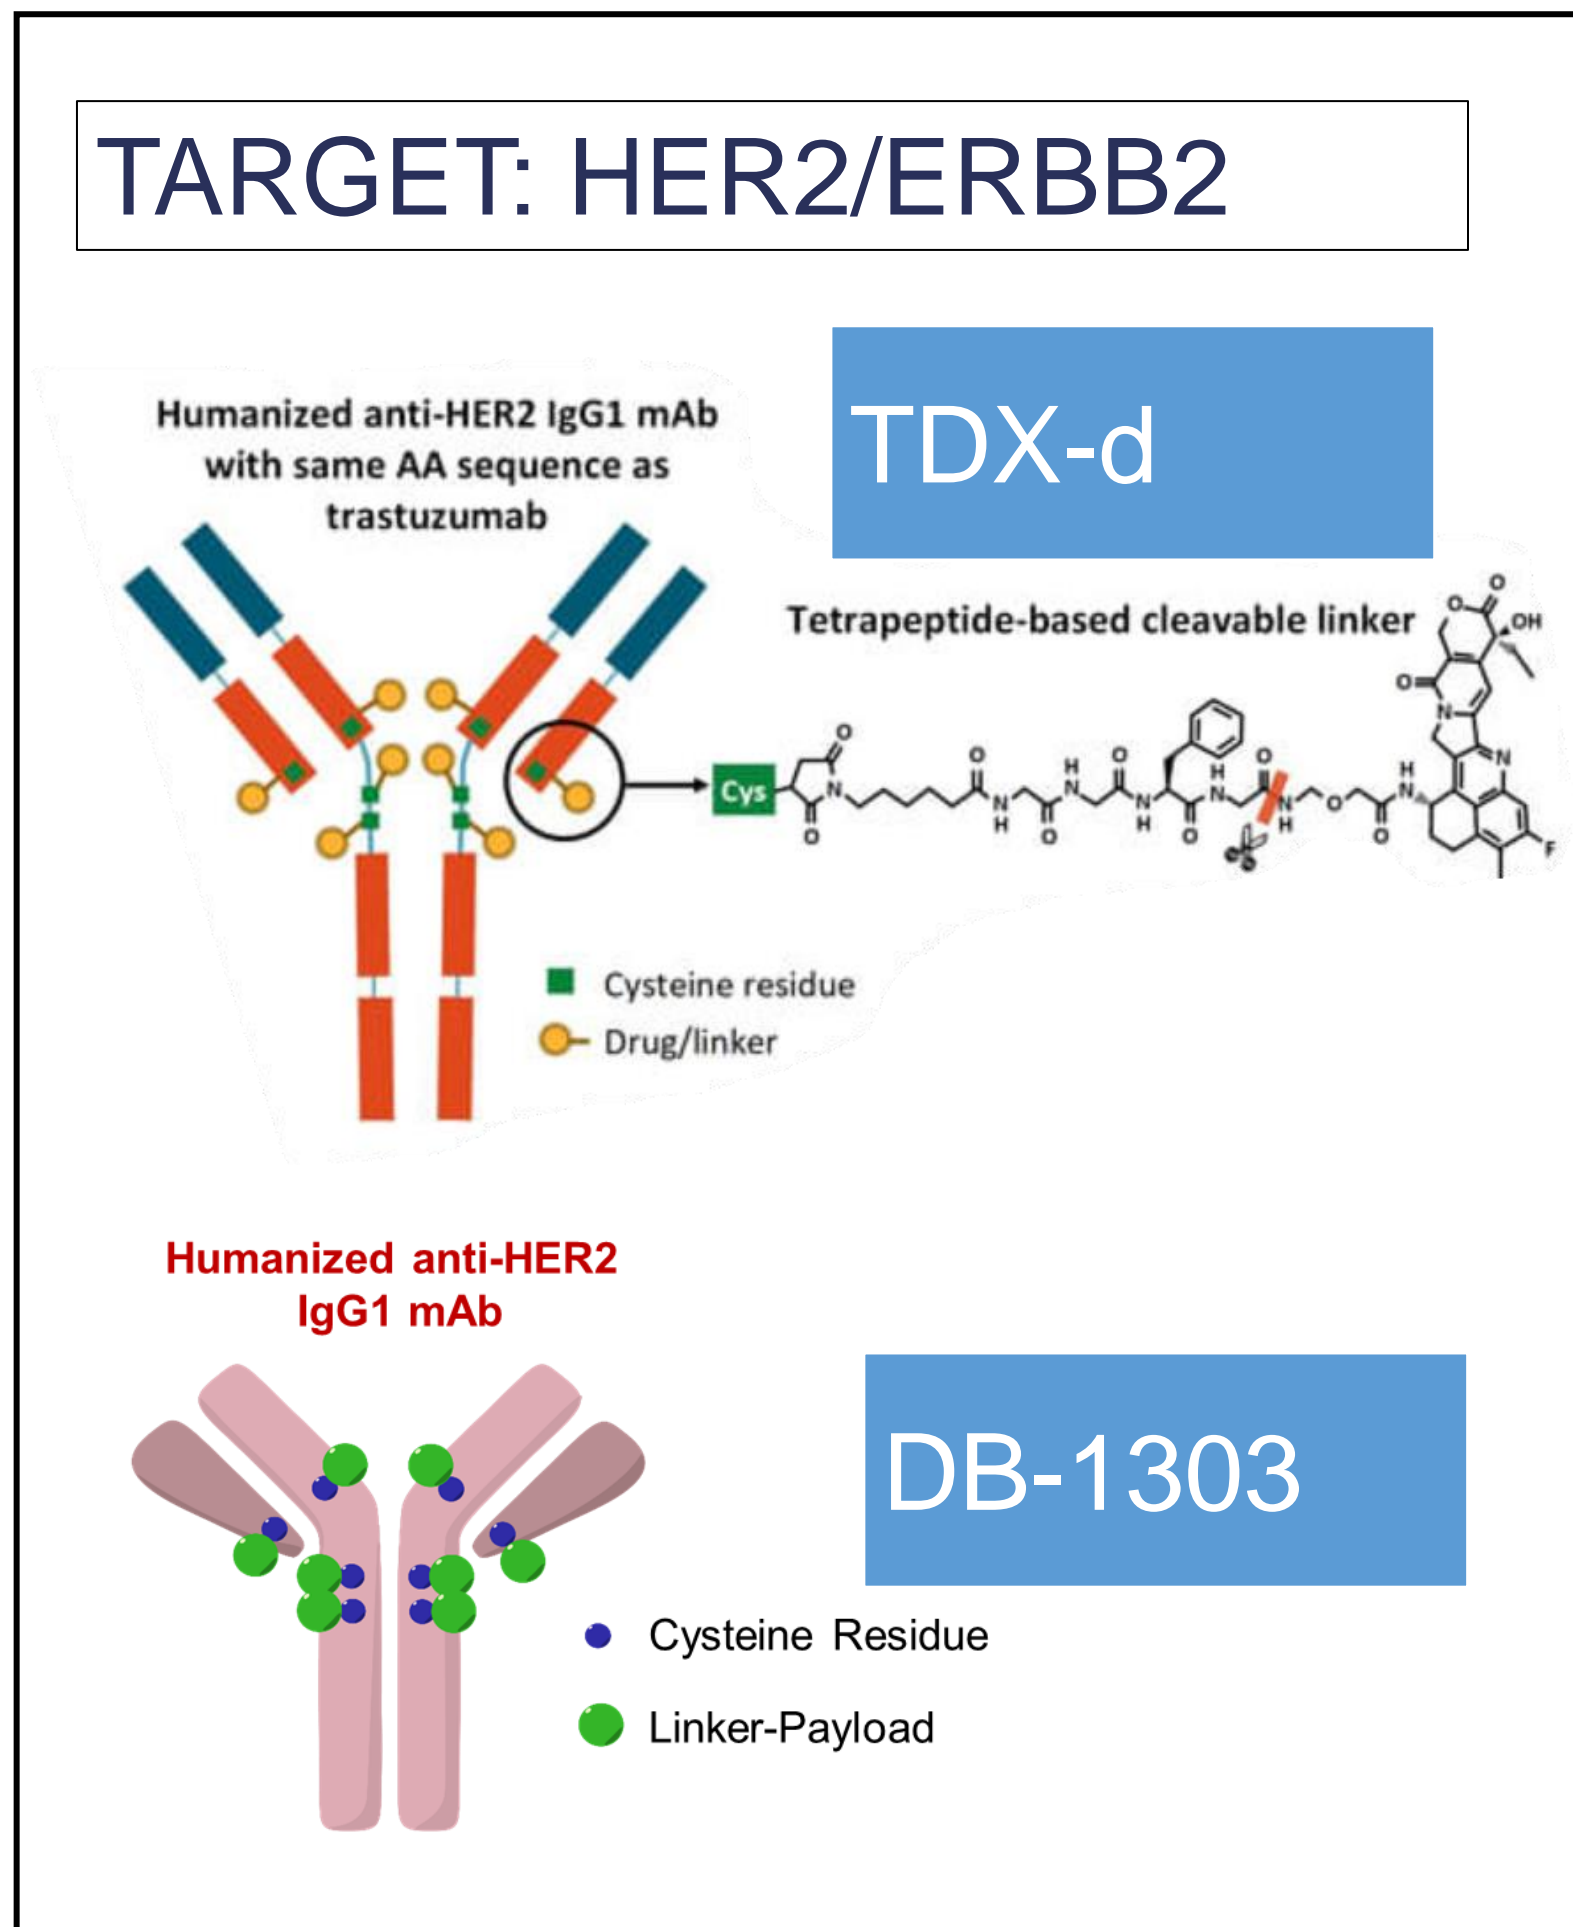 TARGET: HER2/ERBB2
TDX-d
Humanized anti-HER2 IgG1 mAb
with same AA sequence as
trastuzumab
Tetrapeptide-based cleavable linker
O
O
OH
O
N
N
F
H
N
O
O
N
H
O
N
H
O
H
N
O
N
H
O
H
N
O
O
N
O
Cys
Cysteine residue
Drug/linker
Humanized anti-HER2
IgG1 mAb
DB-1303
Cysteine Residue
Linker-Payload